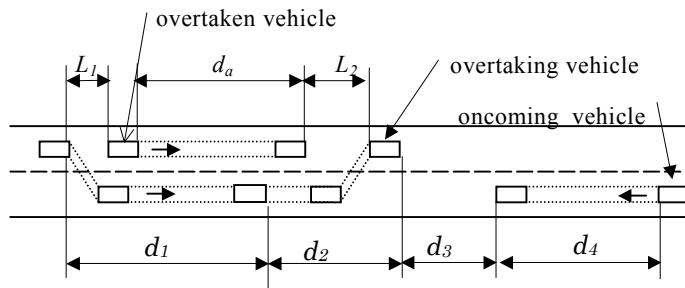 overtaken vehicle
L1 da L2 overtaking vehicle
oncoming vehicle
d1 d2 d3 d4